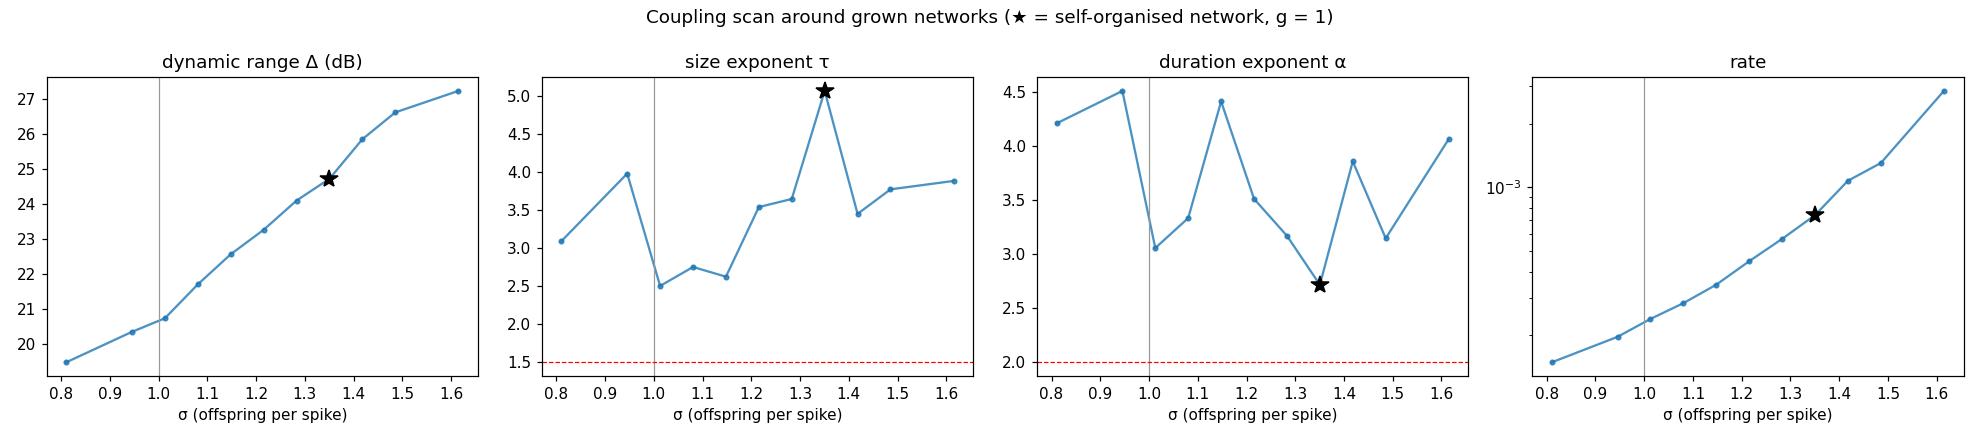 Coupling scan around grown networks (★ = self-organised network, g = 1)
dynamic range Δ (dB)
27
26
25
24
23
22
21
20
0.8 0.9 1.0 1.1 1.2 1.3 1.4 1.5 1.6
σ (offspring per spike)
size exponent τ
5.0
4.5
4.0
3.5
3.0
2.5
2.0
1.5
0.8 0.9 1.0 1.1 1.2 1.3 1.4 1.5 1.6
σ (offspring per spike)
duration exponent α
4.5
4.0
3.5
3.0
2.5
2.0
0.8 0.9 1.0 1.1 1.2 1.3 1.4 1.5 1.6
σ (offspring per spike)
rate
10⁻³
0.8 0.9 1.0 1.1 1.2 1.3 1.4 1.5 1.6
σ (offspring per spike)